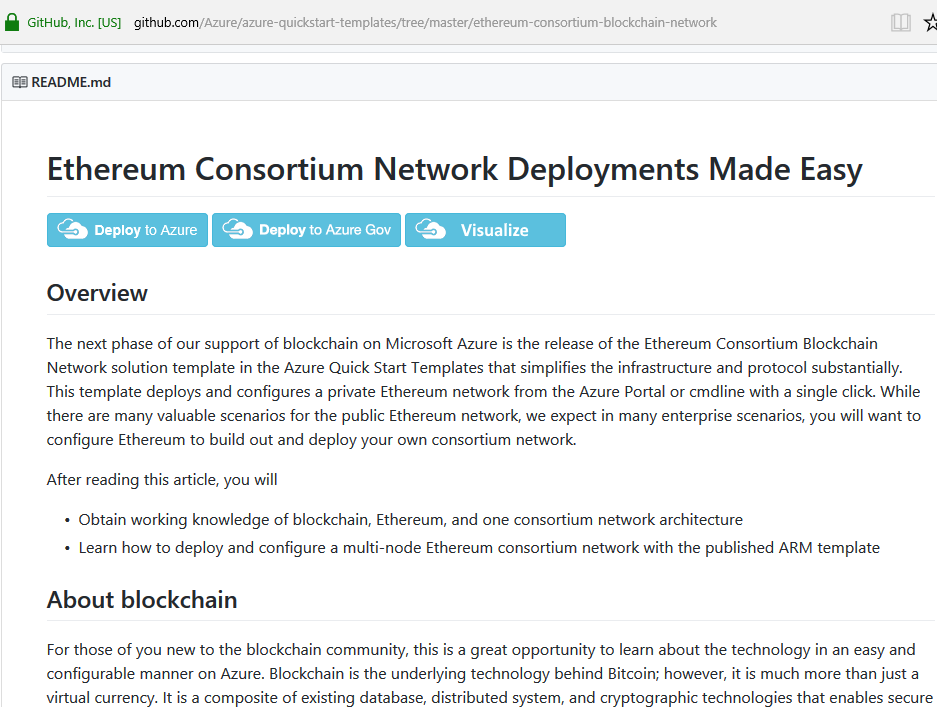 GitHub, Inc. [US] github.com/Azure/azure-quickstart-templates/tree/master/ethereum-consortium-blockchain-network
README.md
Ethereum Consortium Network Deployments Made Easy
Deploy to Azure Deploy to Azure Gov Visualize
Overview
The next phase of our support of blockchain on Microsoft Azure is the release of the Ethereum Consortium Blockchain
Network solution template in the Azure Quick Start Templates that simplifies the infrastructure and protocol substantially.
This template deploys and configures a private Ethereum network from the Azure Portal or cmdline with a single click. While
there are many valuable scenarios for the public Ethereum network, we expect in many enterprise scenarios, you will want to
configure Ethereum to build out and deploy your own consortium network.
After reading this article, you will
• Obtain working knowledge of blockchain, Ethereum, and one consortium network architecture
• Learn how to deploy and configure a multi-node Ethereum consortium network with the published ARM template
About blockchain
For those of you new to the blockchain community, this is a great opportunity to learn about the technology in an easy and
configurable manner on Azure. Blockchain is the underlying technology behind Bitcoin; however, it is much more than just a
virtual currency. It is a composite of existing database, distributed system, and cryptographic technologies that enables secure